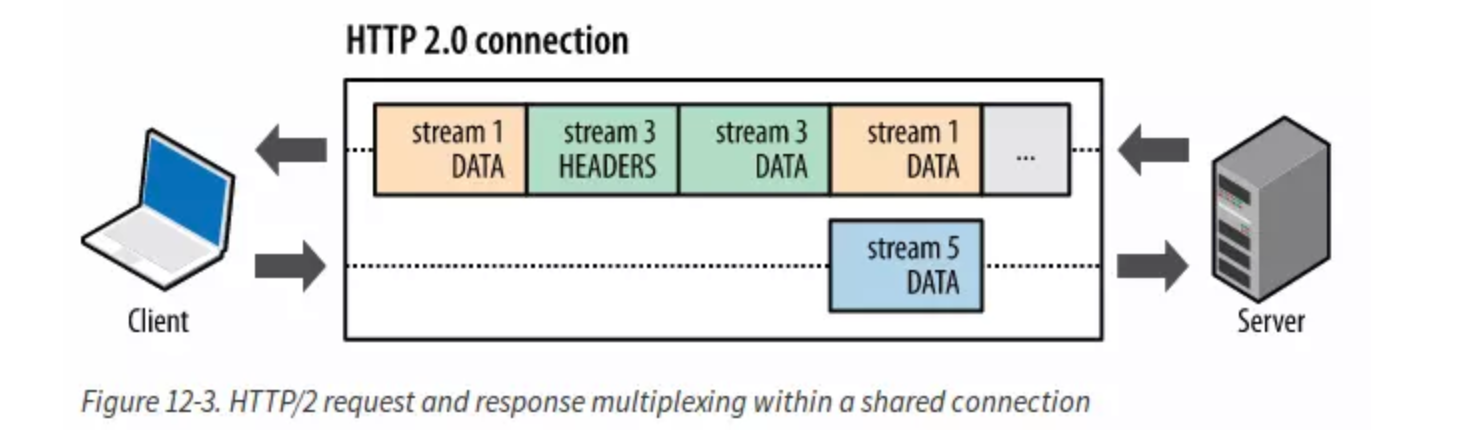 HTTP 2.0 connection
stream 1
DATA
stream 3
HEADERS
stream 3
DATA
stream 1
DATA
...
stream 5
DATA
Client
Server
Figure 12-3. HTTP/2 request and response multiplexing within a shared connection